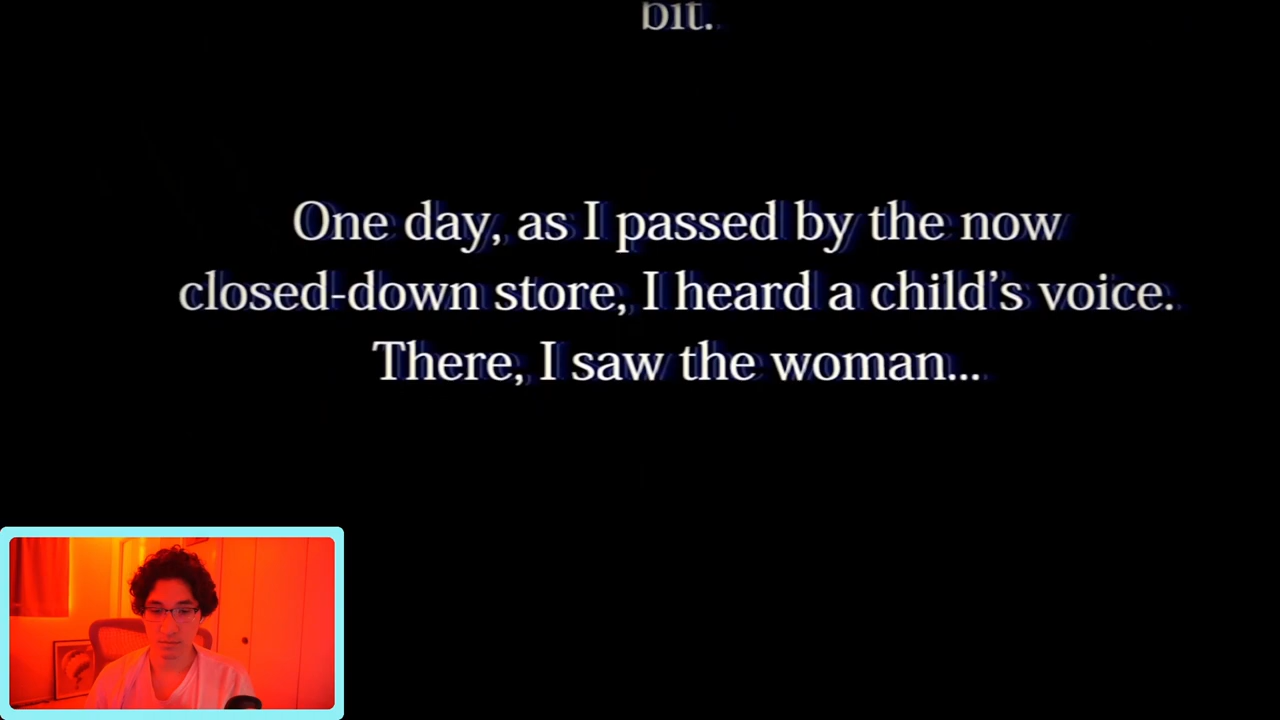 bit.
One day, as I passed by the now
closed-down store, I heard a child’s voice.
There, I saw the woman...